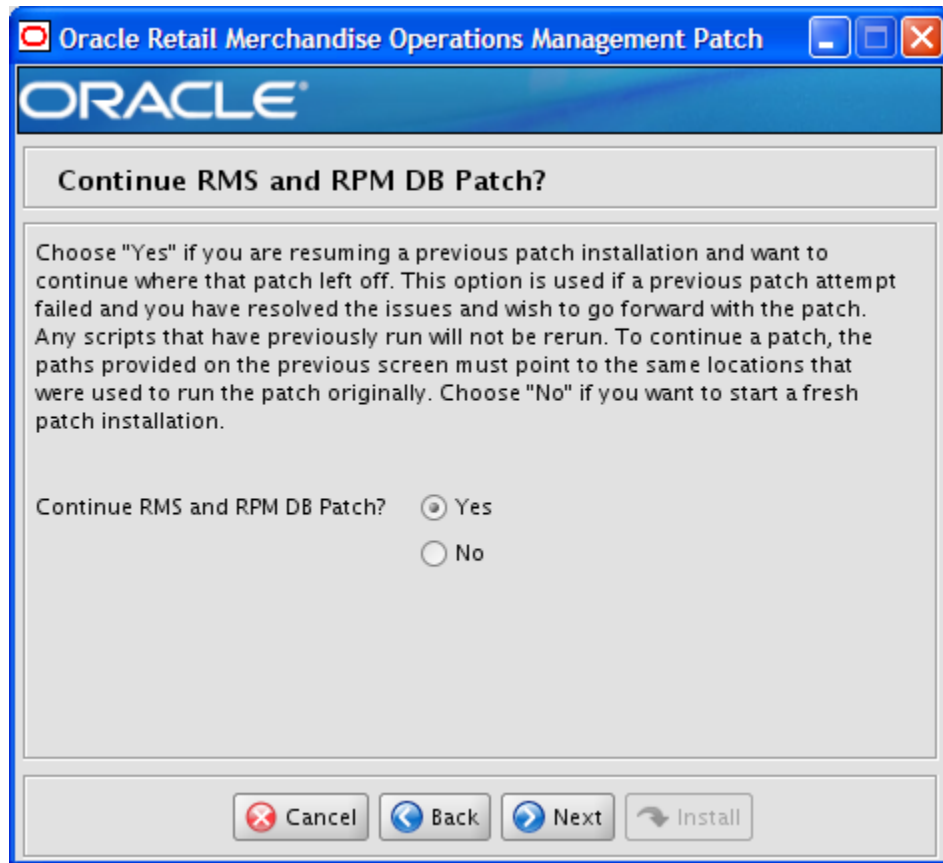 Oracle Retail Merchandise Operations Management Patch
ORACLE
Continue RMS and RPM DB Patch?
Choose "Yes" if you are resuming a previous patch installation and want to
continue where that patch left off. This option is used if a previous patch attempt
failed and you have resolved the issues and wish to go forward with the patch.
Any scripts that have previously run will not be rerun. To continue a patch, the
paths provided on the previous screen must point to the same locations that
were used to run the patch originally. Choose "No" if you want to start a fresh
patch installation.
Continue RMS and RPM DB Patch? Yes
No
Cancel Back Next Install